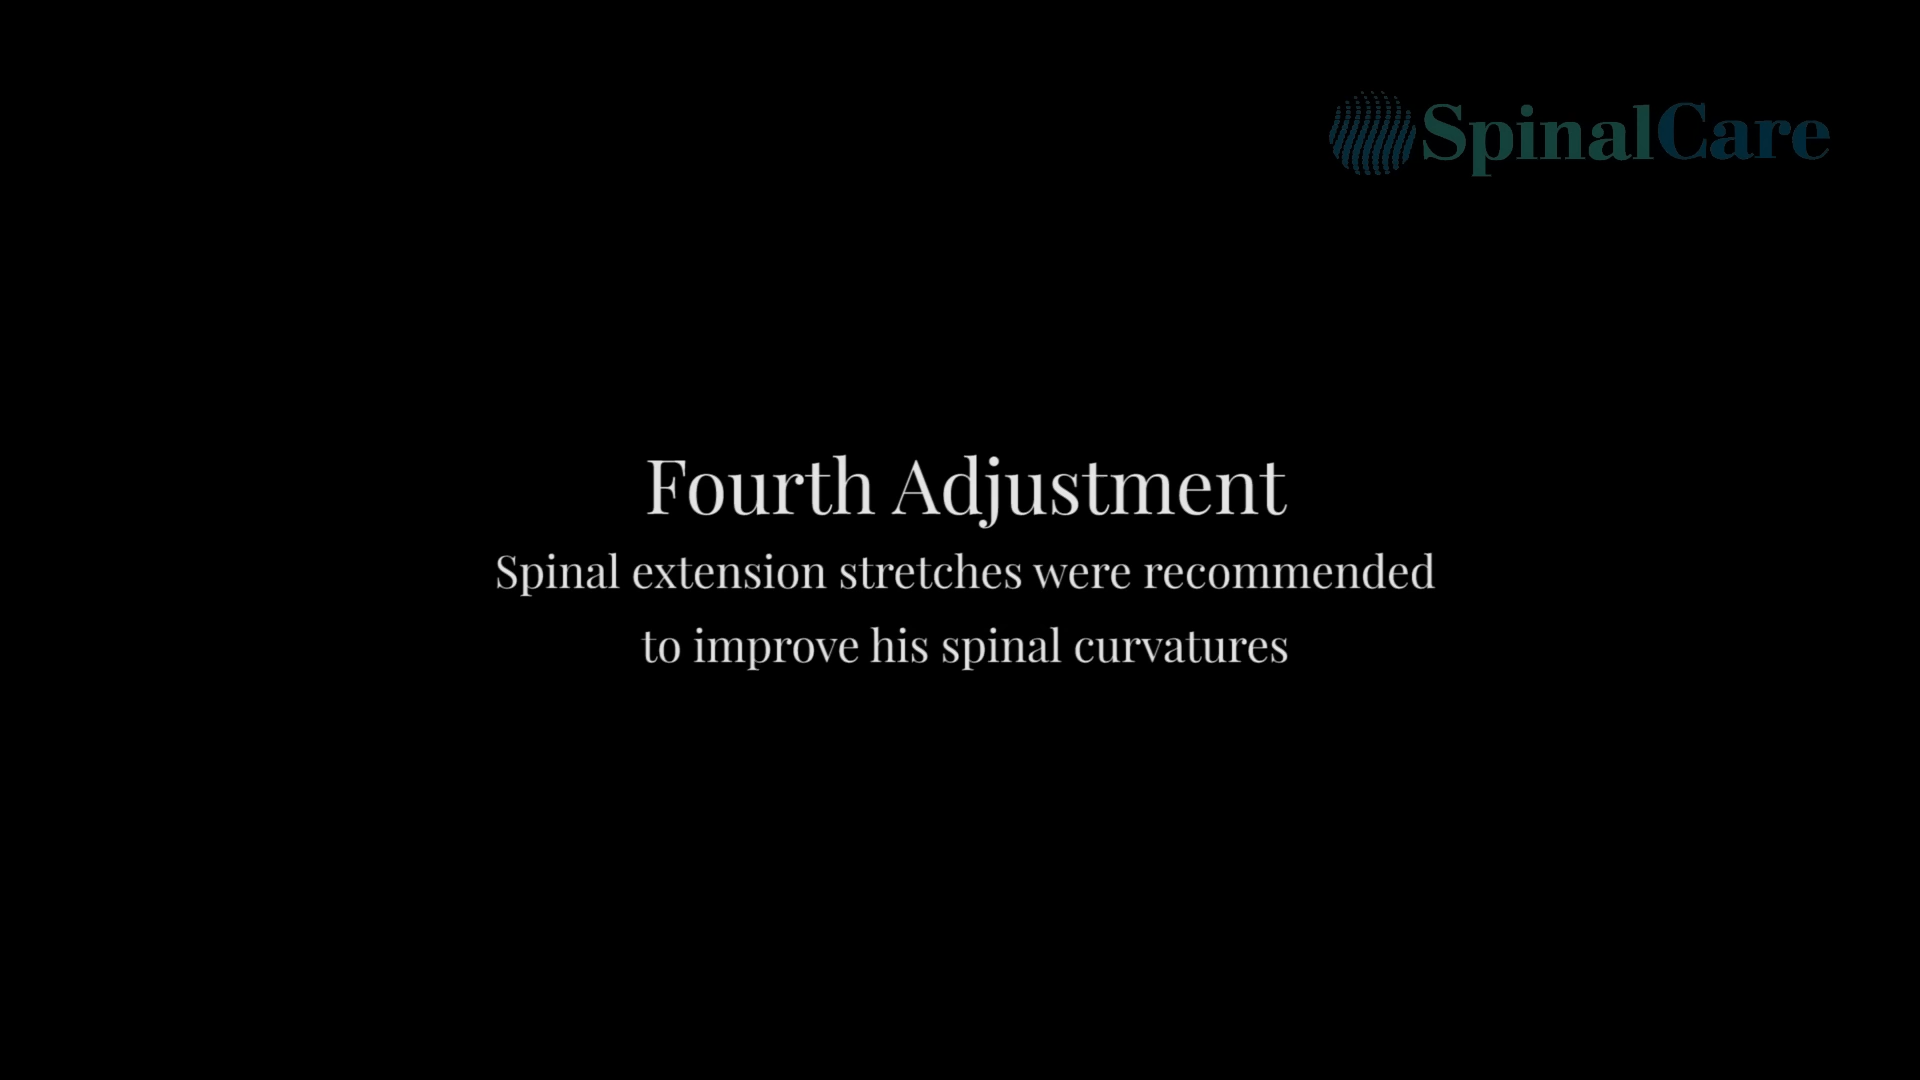 SpinalCare
Fourth Adjustment
Spinal extension stretches were recommended
to improve his spinal curvatures